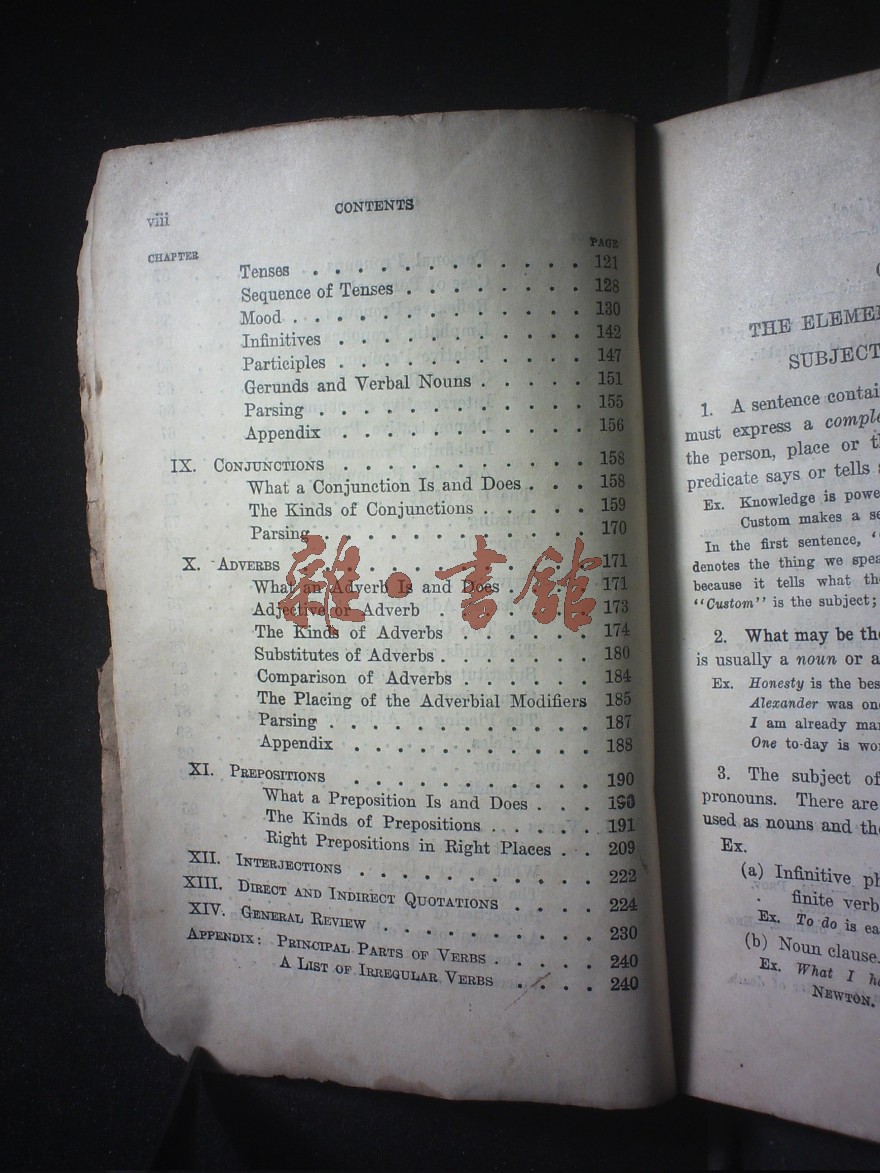 viii
CONTENTS
CHAPTER
PAGE
Tenses . . . . . . . . . . . . 121
Sequence of Tenses . . . . . . . . 128
Mood . . . . . . . . . . . . . 130
Infinitives . . . . . . . . . . . 142
Participles . . . . . . . . . . . 147
Gerunds and Verbal Nouns . . . . . 151
Parsing . . . . . . . . . . . . 155
Appendix . . . . . . . . . . . 156
IX. CONJUNCTIONS . . . . . . . . . . . 158
What a Conjunction Is and Does . . . 158
The Kinds of Conjunctions . . . . . 159
Parsing . . . . . . . . . . . . 170
X. ADVERBS . . . . . . . . . . . . . 171
What an Adverb Is and Does . . . . 171
Adjective or Adverb . . . . . . . 173
The Kinds of Adverbs . . . . . . . 174
Substitutes of Adverbs . . . . . . . 180
Comparison of Adverbs . . . . . . 184
The Placing of the Adverbial Modifiers 185
Parsing . . . . . . . . . . . . 187
Appendix . . . . . . . . . . . 188
XI. PREPOSITIONS . . . . . . . . . . 190
What a Preposition Is and Does . . . 190
The Kinds of Prepositions . . . . . . 191
Right Prepositions in Right Places . . 209
XII. INTERJECTIONS . . . . . . . . . . 222
XIII. DIRECT AND INDIRECT QUOTATIONS . . . . 224
XIV. GENERAL REVIEW . . . . . . . . . 230
APPENDIX: PRINCIPAL PARTS OF VERBS . . . . . 240
A LIST OF IRREGULAR VERBS . . . . 240
雜·書館
THE ELEME
SUBJECT
1. A sentence contai
must express a comple
the person, place or t
predicate says or tells
Ex. Knowledge is powe
Custom makes a se
In the first sentence, "
denotes the thing we spea
because it tells what th
"Custom" is the subject;
2. What may be the
is usually a noun or a
Ex. Honesty is the bes
Alexander was one
I am already mar
One to-day is wor
3. The subject of
pronouns. There are
used as nouns and the
Ex.
(a) Infinitive ph
finite verb
Ex. To do is ea
(b) Noun clause.
Ex. What I ha
NEWTON.